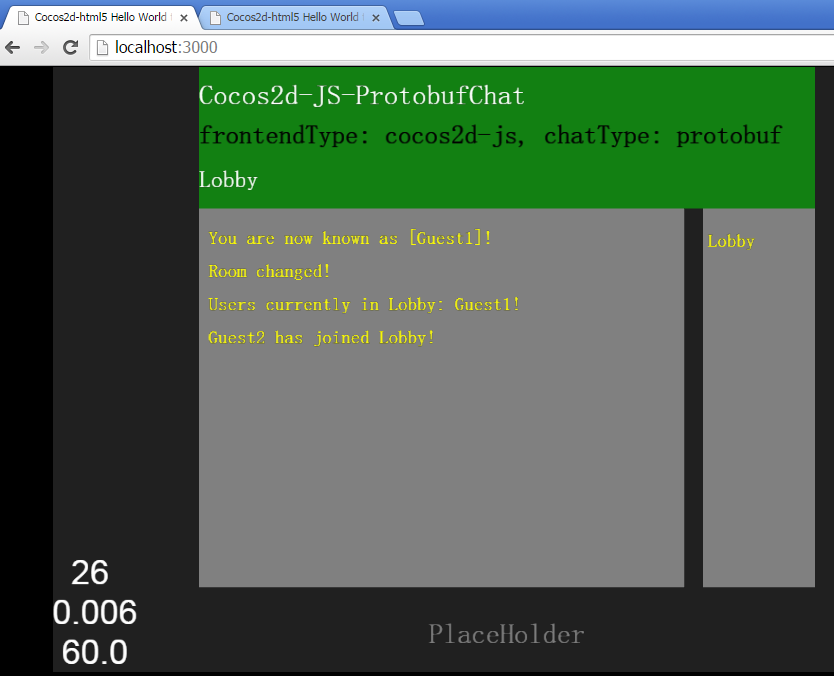 Cocos2d-html5 Hello World
Cocos2d-html5 Hello World
localhost:3000
Cocos2d-JS-ProtobufChat
frontendType: cocos2d-js, chatType: protobuf
Lobby
You are now known as [Guest1]!
Room changed!
Users currently in Lobby: Guest1!
Guest2 has joined Lobby!
Lobby
26
0.006
60.0
PlaceHolder